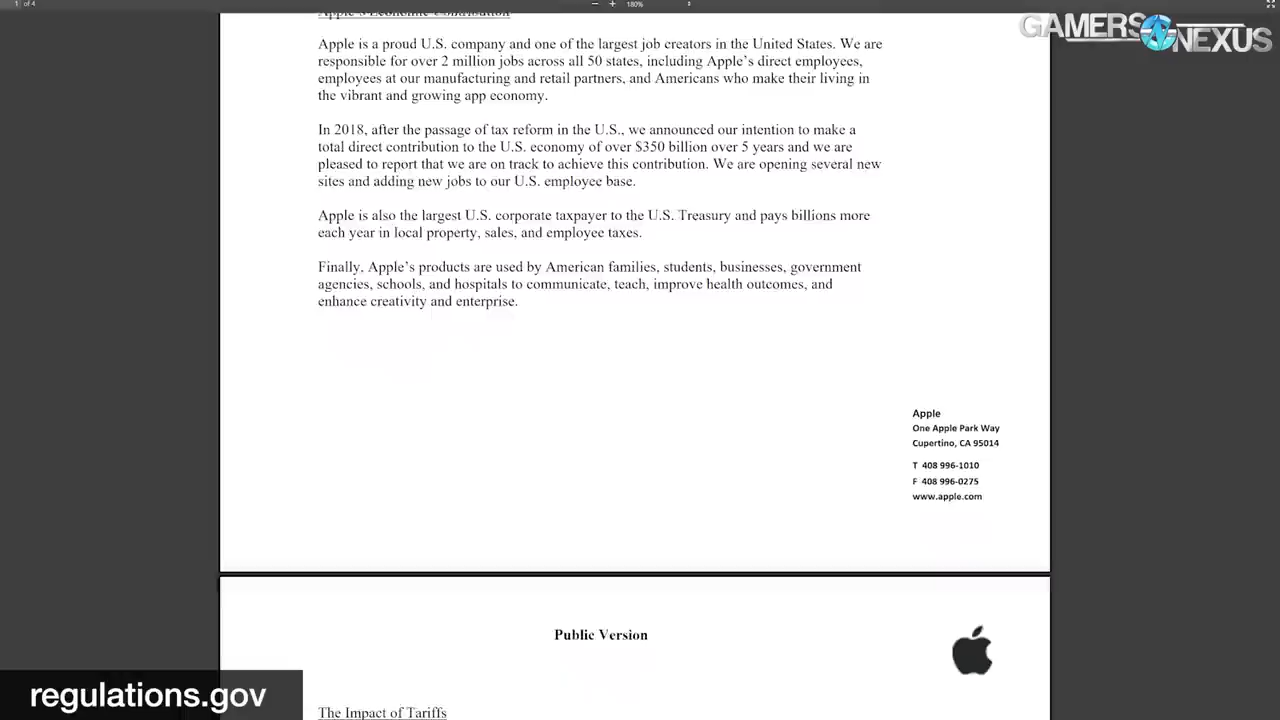 1 of 4
180%
GAMERS NEXUS
Apple's Economic Contribution
Apple is a proud U.S. company and one of the largest job creators in the United States. We are
responsible for over 2 million jobs across all 50 states, including Apple's direct employees,
employees at our manufacturing and retail partners, and Americans who make their living in
the vibrant and growing app economy.
In 2018, after the passage of tax reform in the U.S., we announced our intention to make a
total direct contribution to the U.S. economy of over $350 billion over 5 years and we are
pleased to report that we are on track to achieve this contribution. We are opening several new
sites and adding new jobs to our U.S. employee base.
Apple is also the largest U.S. corporate taxpayer to the U.S. Treasury and pays billions more
each year in local property, sales, and employee taxes.
Finally, Apple's products are used by American families, students, businesses, government
agencies, schools, and hospitals to communicate, teach, improve health outcomes, and
enhance creativity and enterprise.
Apple
One Apple Park Way
Cupertino, CA 95014
T 408 996-1010
F 408 996-0275
www.apple.com
Public Version
The Impact of Tariffs
regulations.gov